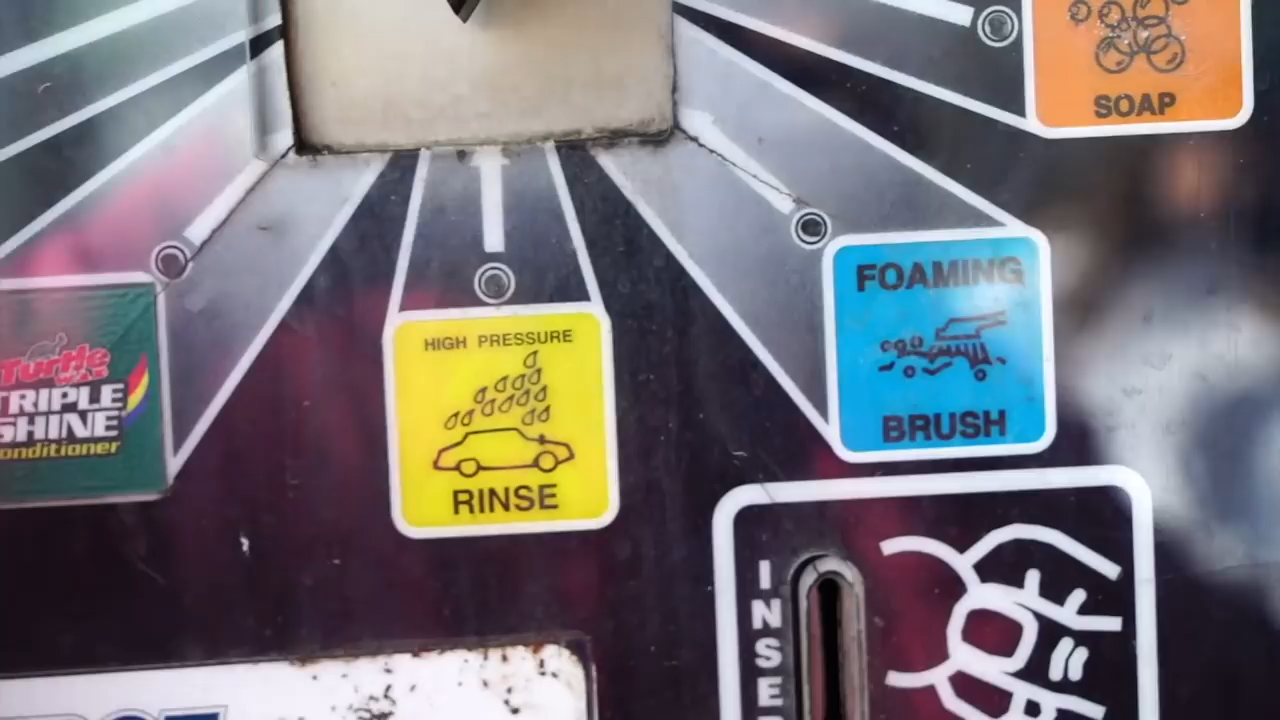 SOAP
FOAMING
BRUSH
HIGH PRESSURE
RINSE
Turtle
WAX
TRIPLE
SHINE
onditioner
INSE